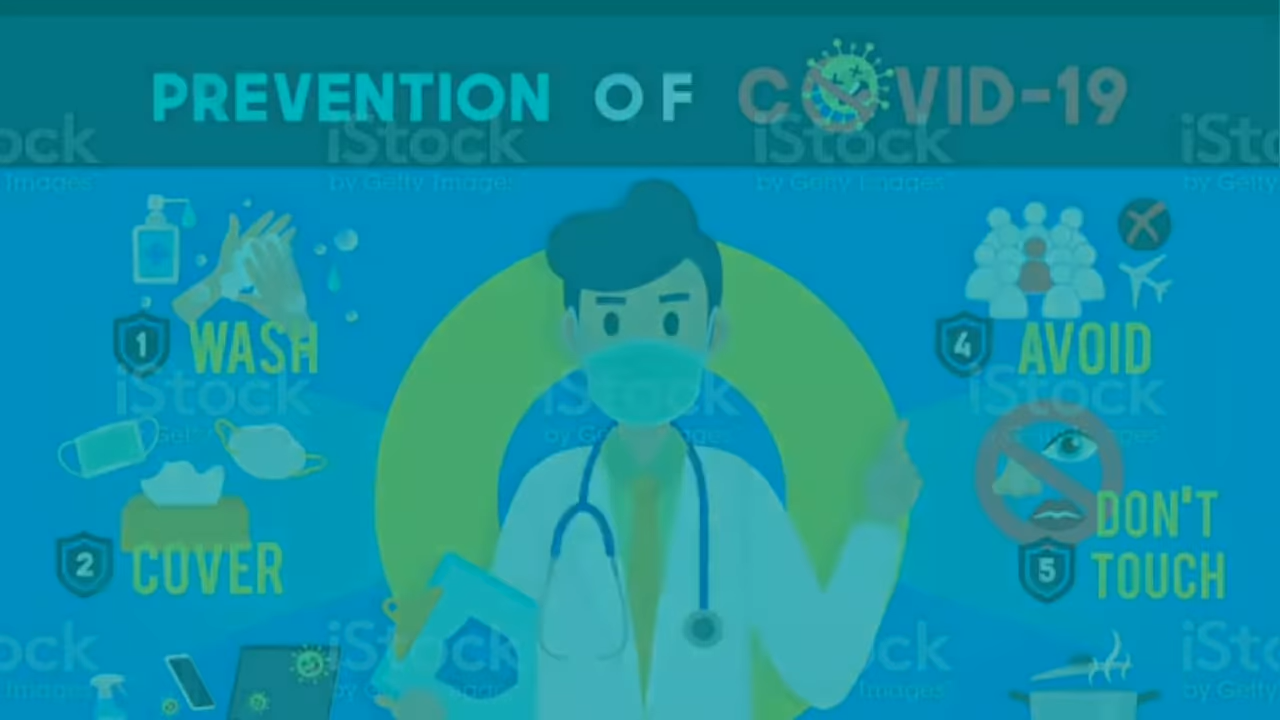 PREVENTION OF COVID-19
iStock
by Getty Images
1 WASH
4 AVOID
2 COVER
DON'T
5 TOUCH